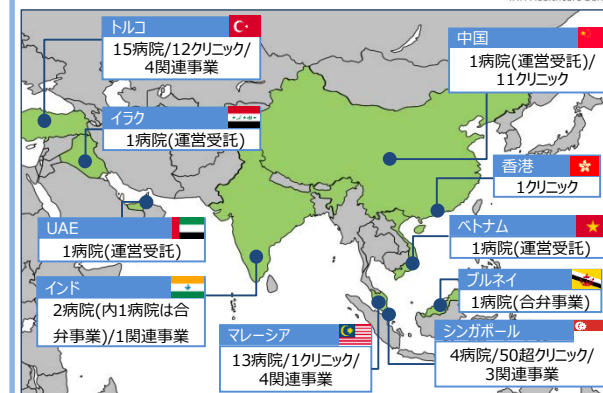 トルコ
15病院/12クリニック/
4関連事業
中国
1病院(運営受託)/
11クリニック
イラク
1病院(運営受託)
香港
1クリニック
UAE
1病院(運営受託)
ベトナム
1病院(運営受託)
インド
2病院(内1病院は合
弁事業)/1関連事業
ブルネイ
1病院(合弁事業)
マレーシア
13病院/1クリニック/
4関連事業
シンガポール
4病院/50超クリニック/
3関連事業